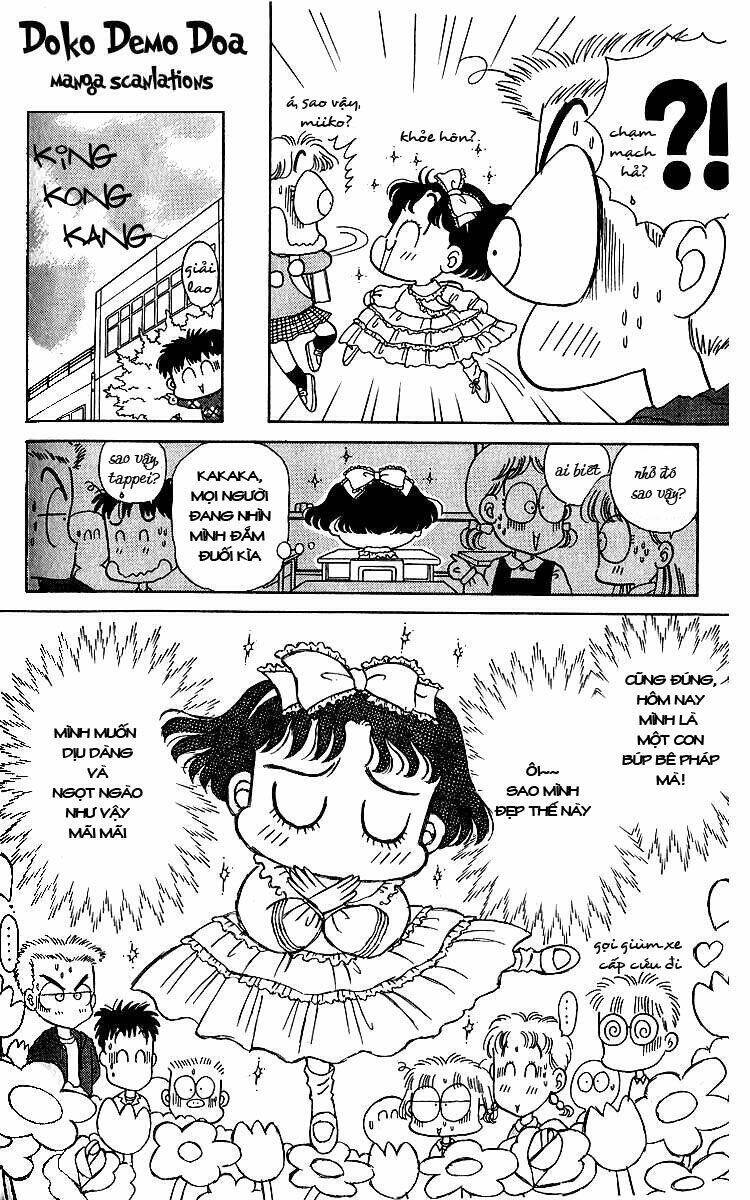 Doko Demo Doa
manga scanlations
?!
chạm
mạch
hả?
khỏe hôn?
á, sao vậy,
miiko?
King
Kong
Kang
giải
lao
sao vậy,
tappei?
KAKAKA,
MỌI NGƯỜI
ĐANG NHÌN
MÌNH ĐẮM
ĐUỐI KÌA
ai biết
nhỏ đó
sao vậy?
CŨNG ĐÚNG,
HÔM NAY
MÌNH LÀ
MỘT CON
BÚP BÊ PHÁP
MÀ!
ÔI~~
SAO MÌNH
ĐẸP THẾ NÀY
MÌNH MUỐN
DỊU DÀNG
VÀ
NGỌT NGÀO
NHƯ VẬY
MÃI MÃI
gọi giùm xe
cấp cứu đi